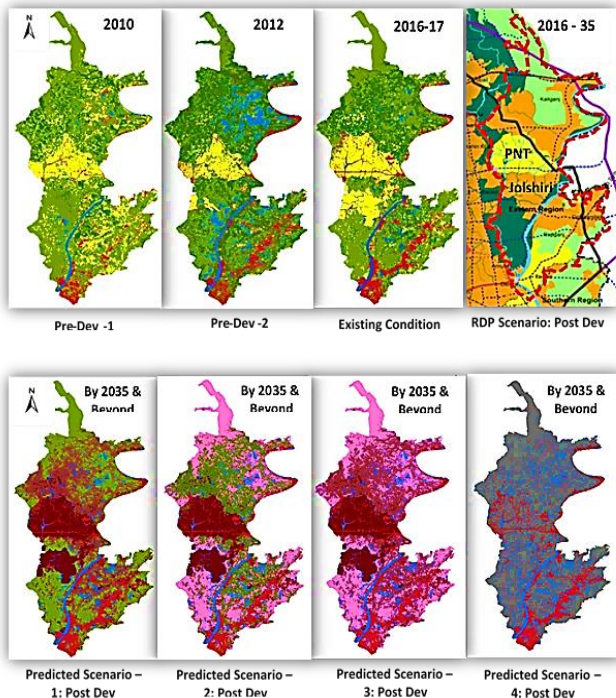 N
2010
2012
2016-17
2016 - 35
Kanganj
PNT
Jolshiri
Eastern Region
Southern Region
Pre-Dev -1
Pre-Dev -2
Existing Condition
RDP Scenario: Post Dev
N
By 2035 &
Beyond
By 2035 &
Beyond
By 2035 &
Beyond
By 2035 &
Beyond
Predicted Scenario –
1: Post Dev
Predicted Scenario –
2: Post Dev
Predicted Scenario –
3: Post Dev
Predicted Scenario –
4: Post Dev